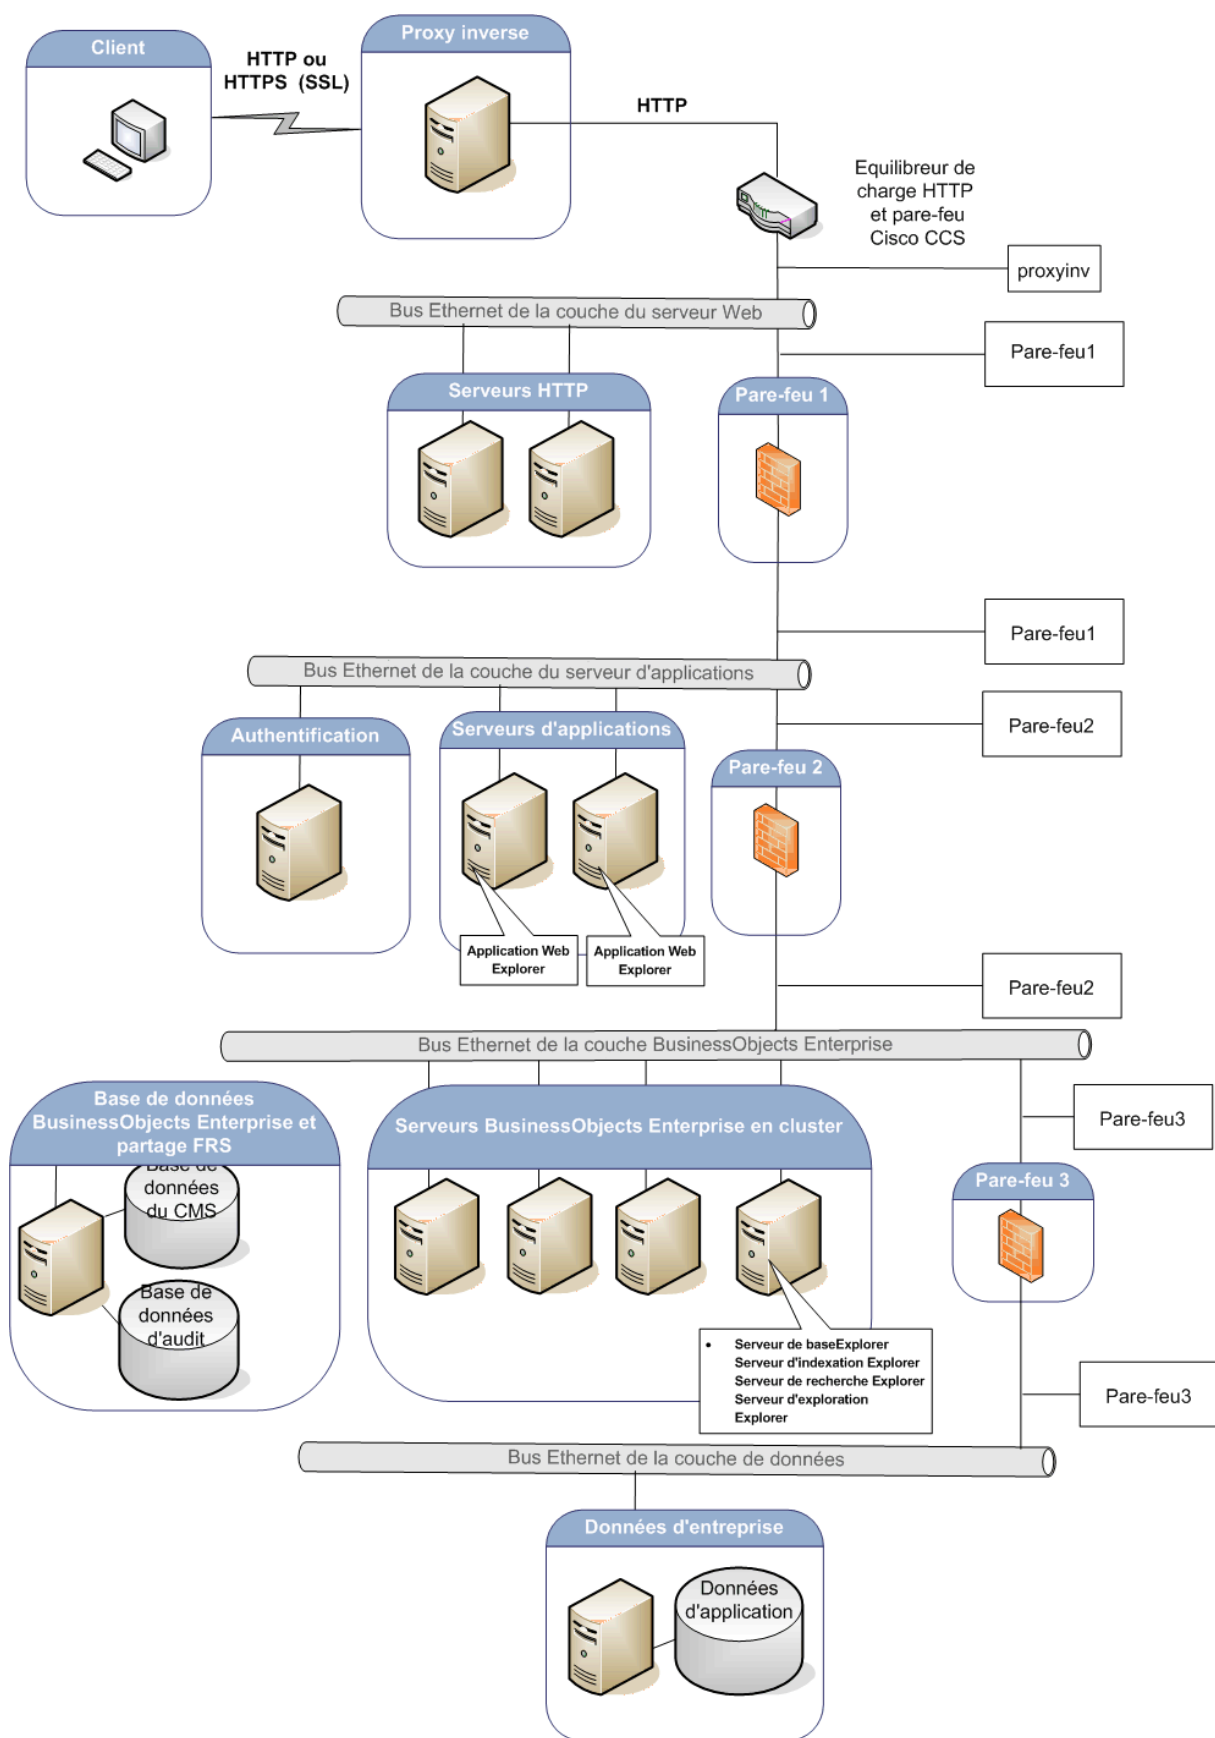 Client
HTTP ou
HTTPS (SSL)
Proxy inverse
HTTP
Equilibreur de
charge HTTP
et pare-feu
Cisco CCS
proxyinv
Bus Ethernet de la couche du serveur Web
Pare-feu1
Serveurs HTTP
Pare-feu 1
Pare-feu1
Bus Ethernet de la couche du serveur d'applications
Pare-feu2
Authentification
Serveurs d'applications
Pare-feu 2
Application Web
Explorer
Application Web
Explorer
Pare-feu2
Bus Ethernet de la couche BusinessObjects Enterprise
Base de données
BusinessObjects Enterprise et
partage FRS
Serveurs BusinessObjects Enterprise en cluster
Pare-feu3
Base de
données
du CMS
Pare-feu 3
Base de
données
d'audit
• Serveur de baseExplorer
Serveur d'indexation Explorer
Serveur de recherche Explorer
Serveur d'exploration
Explorer
Pare-feu3
Bus Ethernet de la couche de données
Données d'entreprise
Données
d'application